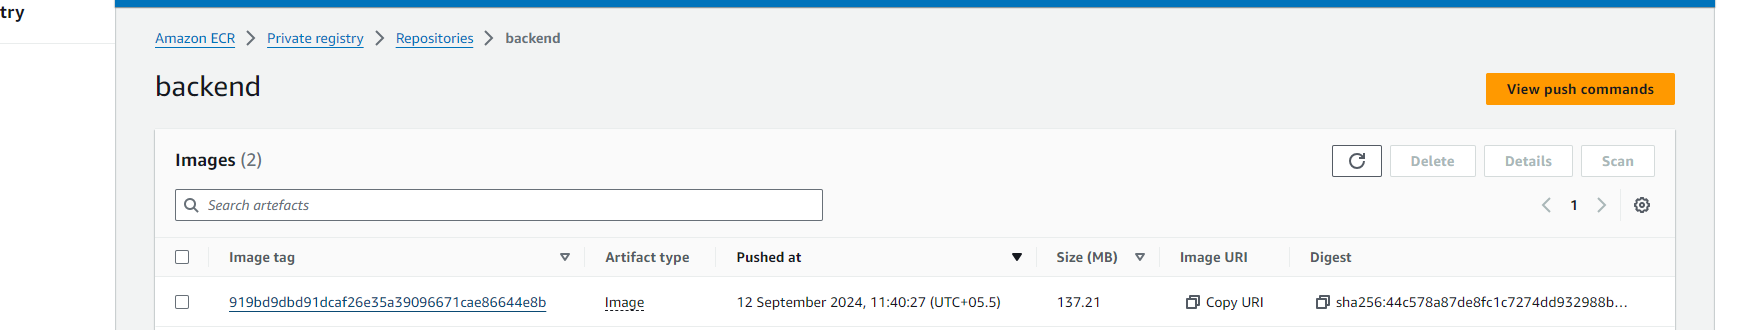 try
Amazon ECR > Private registry > Repositories > backend
backend
View push commands
Images (2)
Delete
Details
Scan
Search artefacts
1
Image tag
Artifact type
Pushed at
Size (MB)
Image URI
Digest
919bd9dbd91dcaf26e35a39096671cae86644e8b
Image
12 September 2024, 11:40:27 (UTC+05.5)
137.21
Copy URI
sha256:44c578a87de8fc1c7274dd932988b...